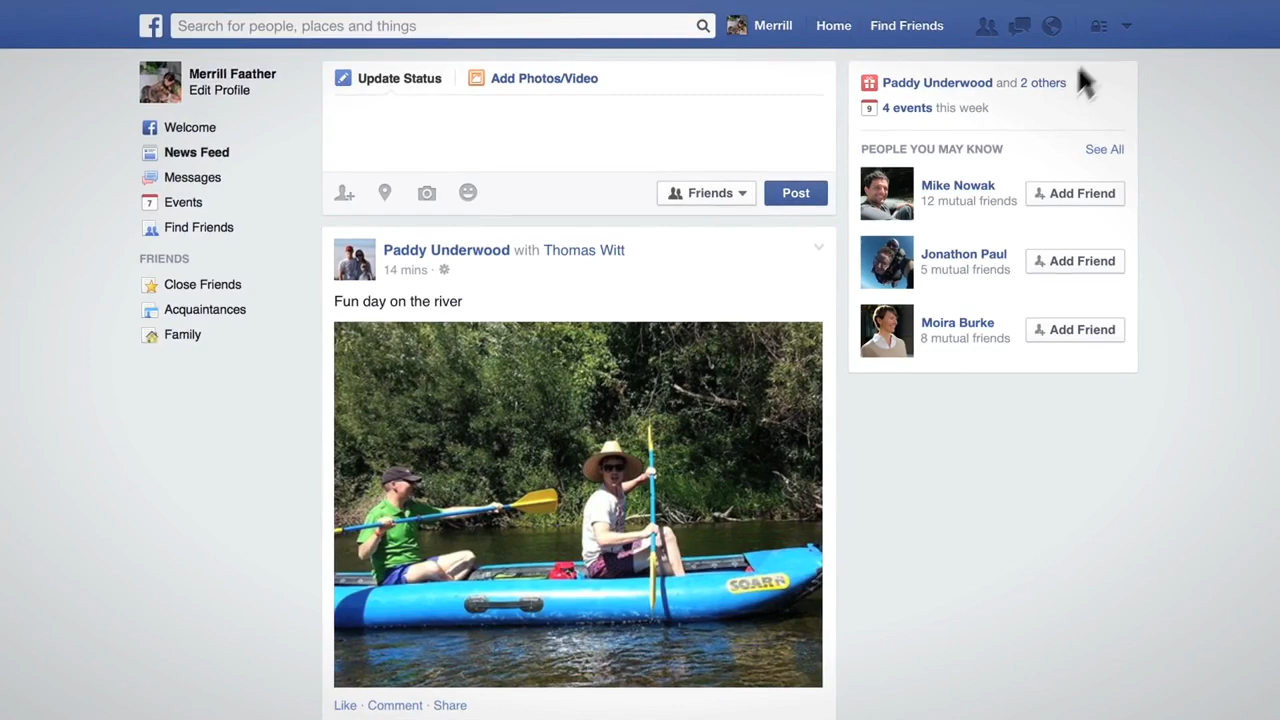 Search for people, places and things
Merrill
Home
Find Friends
Merrill Faather
Edit Profile
Welcome
News Feed
Messages
7 Events
Find Friends
FRIENDS
Close Friends
Acquaintances
Family
Update Status
Add Photos/Video
Friends
Post
Paddy Underwood with Thomas Witt
14 mins ·
Fun day on the river
SOAR
Like · Comment · Share
Paddy Underwood and 2 others
9 4 events this week
PEOPLE YOU MAY KNOW
See All
Mike Nowak
12 mutual friends
Add Friend
Jonathon Paul
5 mutual friends
Add Friend
Moira Burke
8 mutual friends
Add Friend